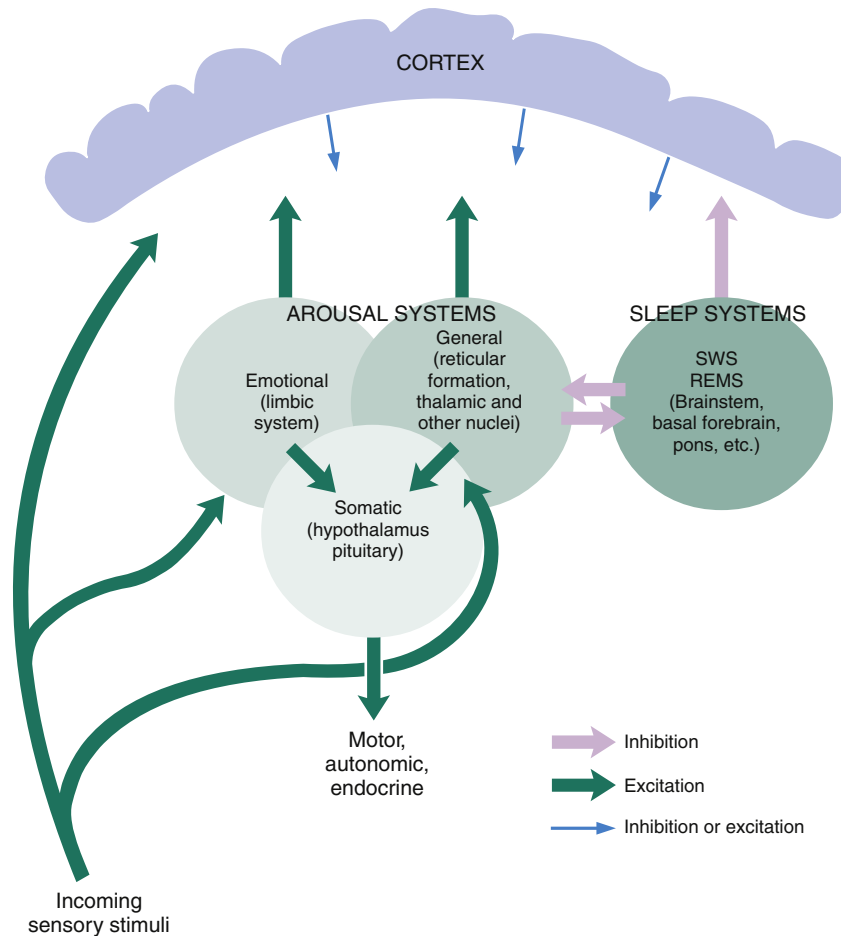 CORTEX
AROUSAL SYSTEMS
SLEEP SYSTEMS
Emotional
(limbic
system)
General
(reticular
formation,
thalamic and
other nuclei)
SWS
REMS
(Brainstem,
basal forebrain,
pons, etc.)
Somatic
(hypothalamus
pituitary)
Motor,
autonomic,
endocrine
Inhibition
Excitation
Inhibition or excitation
Incoming
sensory stimuli